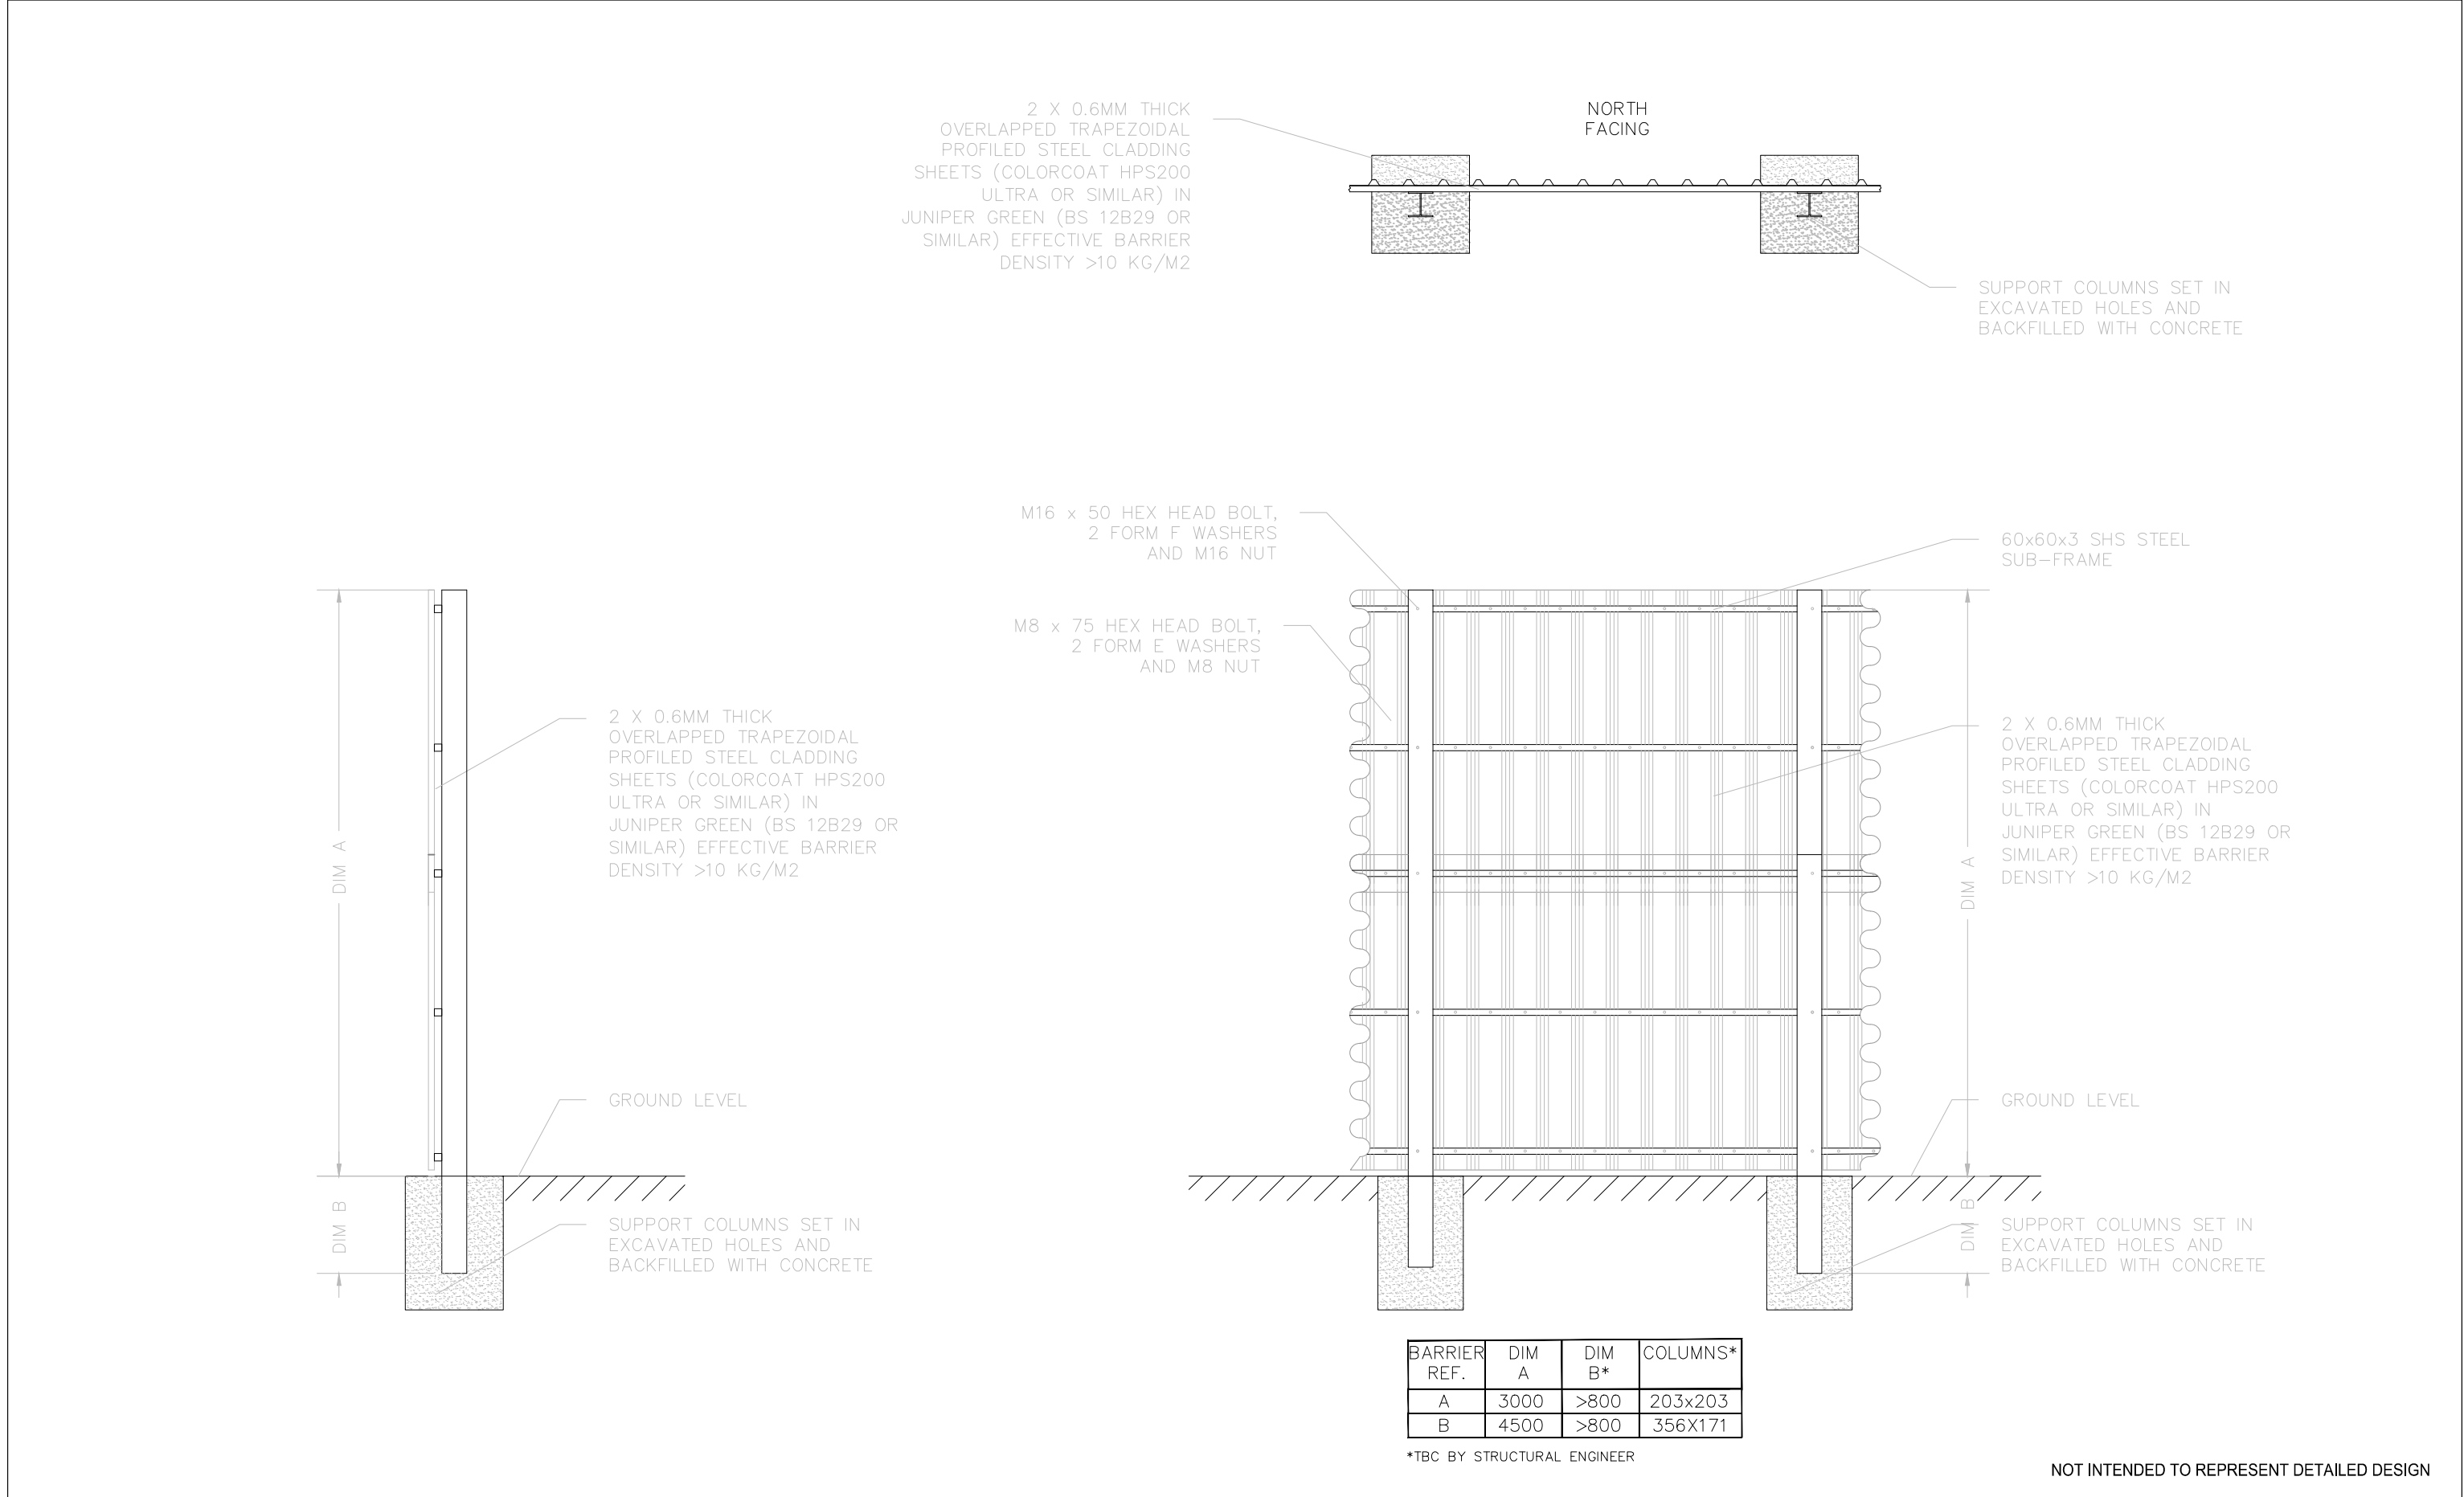 2 X 0.6MM THICK
OVERLAPPED TRAPEZOIDAL
PROFILED STEEL CLADDING
SHEETS (COLORCOAT HPS200
ULTRA OR SIMILAR) IN
JUNIPER GREEN (BS 12B29 OR
SIMILAR) EFFECTIVE BARRIER
DENSITY >10 KG/M2
NORTH
FACING
SUPPORT COLUMNS SET IN
EXCAVATED HOLES AND
BACKFILLED WITH CONCRETE
DIM A
DIM B
2 X 0.6MM THICK
OVERLAPPED TRAPEZOIDAL
PROFILED STEEL CLADDING
SHEETS (COLORCOAT HPS200
ULTRA OR SIMILAR) IN
JUNIPER GREEN (BS 12B29 OR
SIMILAR) EFFECTIVE BARRIER
DENSITY >10 KG/M2
GROUND LEVEL
SUPPORT COLUMNS SET IN
EXCAVATED HOLES AND
BACKFILLED WITH CONCRETE
M16 x 50 HEX HEAD BOLT,
2 FORM F WASHERS
AND M16 NUT
M8 x 75 HEX HEAD BOLT,
2 FORM E WASHERS
AND M8 NUT
60x60x3 SHS STEEL
SUB-FRAME
2 X 0.6MM THICK
OVERLAPPED TRAPEZOIDAL
PROFILED STEEL CLADDING
SHEETS (COLORCOAT HPS200
ULTRA OR SIMILAR) IN
JUNIPER GREEN (BS 12B29 OR
SIMILAR) EFFECTIVE BARRIER
DENSITY >10 KG/M2
DIM A
GROUND LEVEL
DIM B
SUPPORT COLUMNS SET IN
EXCAVATED HOLES AND
BACKFILLED WITH CONCRETE
BARRIER REF. DIM A DIM B* COLUMNS*
A 3000 >800 203x203
B 4500 >800 356X171
*TBC BY STRUCTURAL ENGINEER
NOT INTENDED TO REPRESENT DETAILED DESIGN